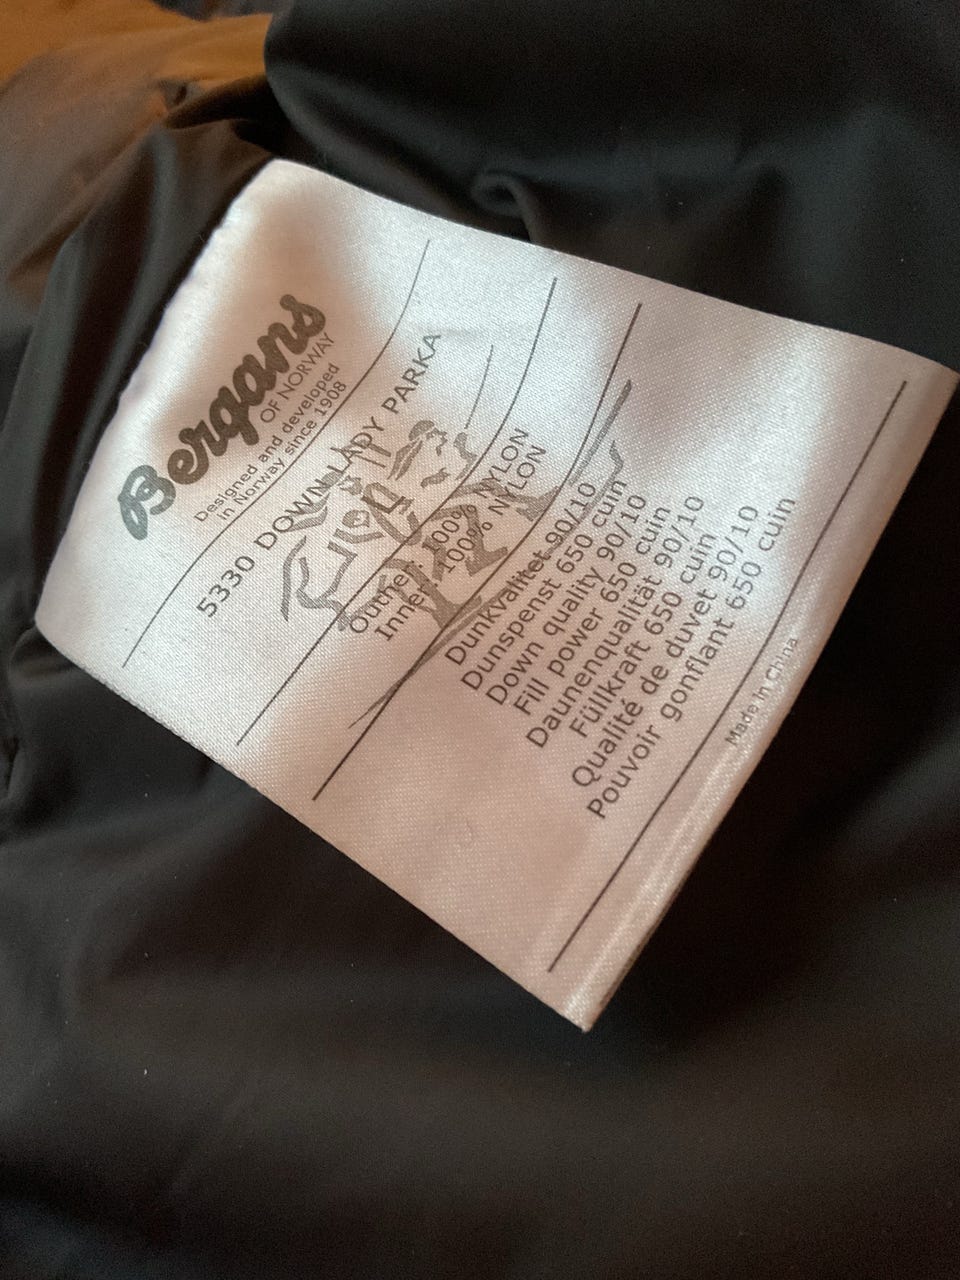 Bergans
OF NORWAY
Designed and developed
in Norway since 1908
5330 DOWN LADY PARKA
Outher: 100% NYLON
Inner: 100% NYLON
Dunkvalitet 90/10
Dunspenst 650 cuin
Down quality 90/10
Fill power 650 cuin
Daunenqualität 90/10
Füllkraft 650 cuin
Qualité de duvet 90/10
Pouvoir gonflant 650 cuin
Made in China